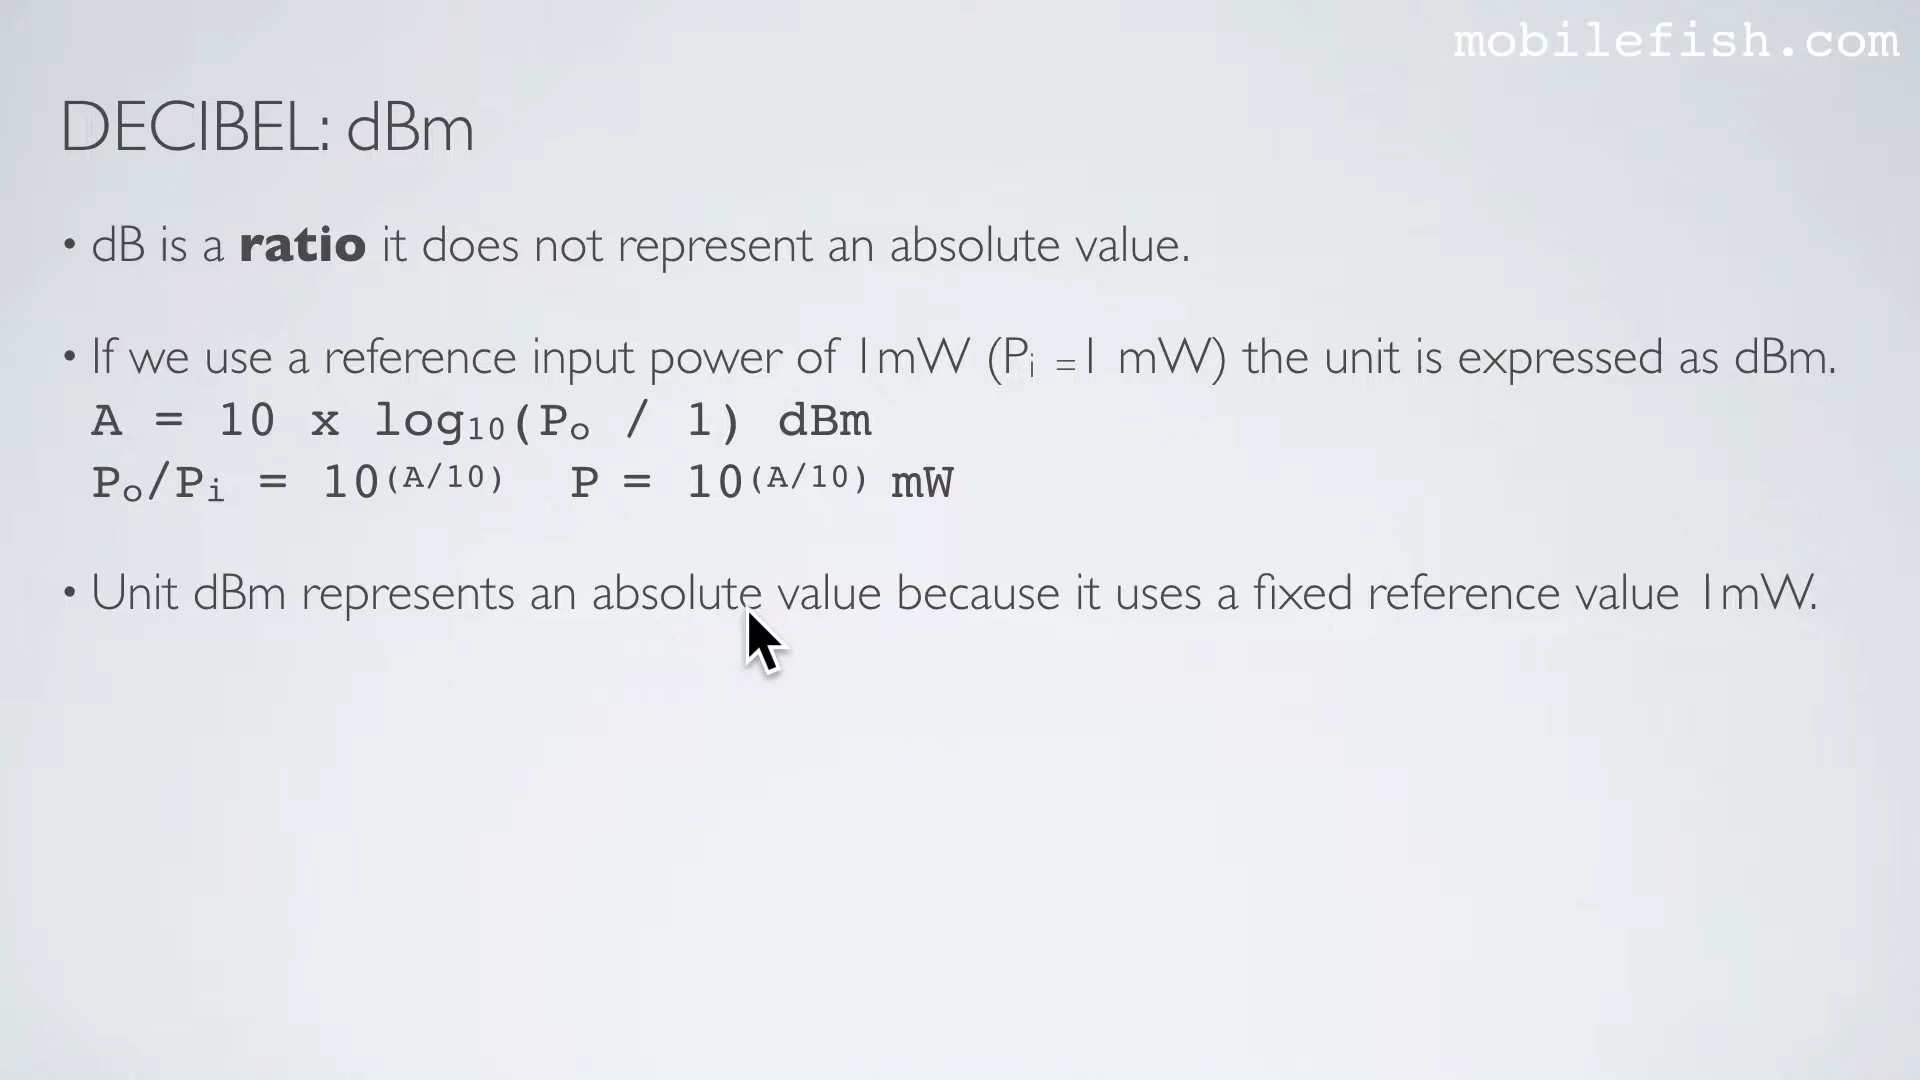 mobilefish.com
DECIBEL: dBm
• dB is a ratio it does not represent an absolute value.
• If we use a reference input power of 1mW (Pᵢ =1 mW) the unit is expressed as dBm.
A = 10 x log₁₀(Pₒ / 1) dBm
Pₒ/Pᵢ = 10⁽ᴬ/¹⁰⁾ P = 10⁽ᴬ/¹⁰⁾ mW
• Unit dBm represents an absolute value because it uses a fixed reference value 1mW.